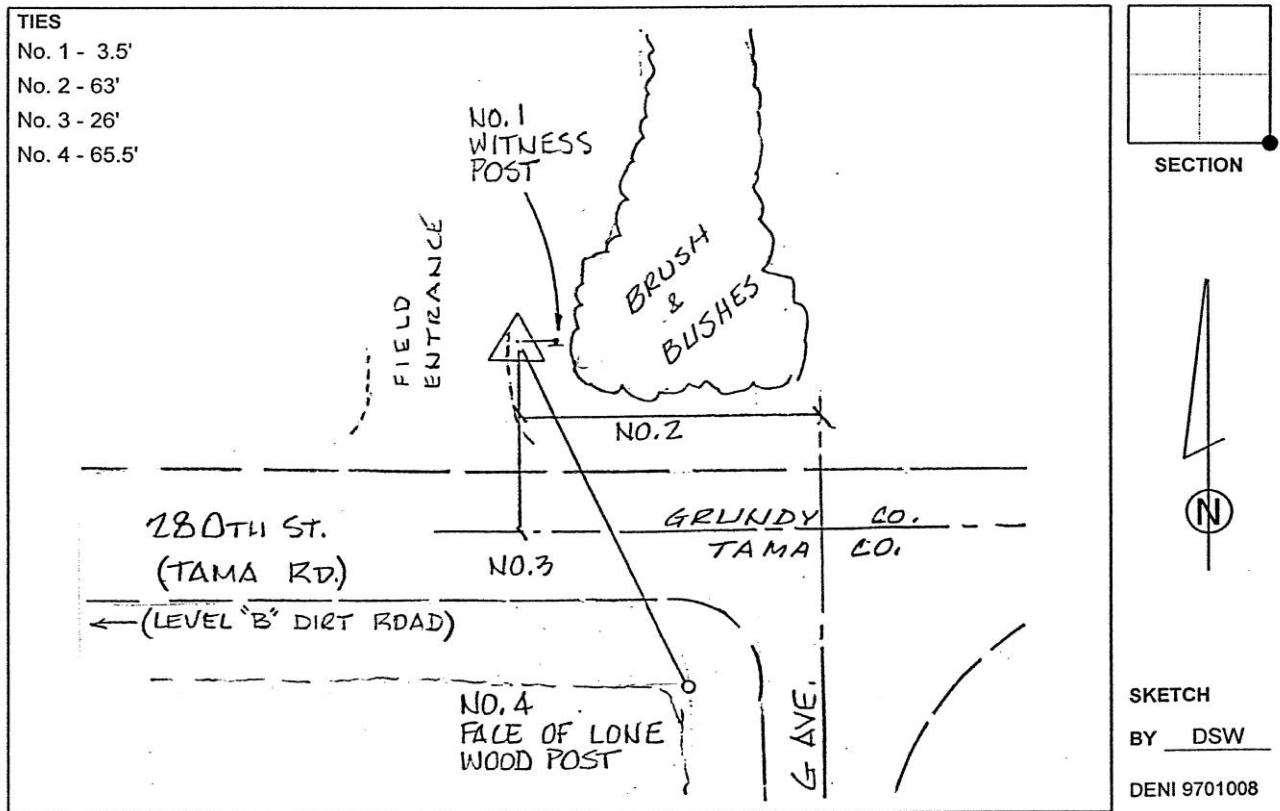 TIES
No. 1 - 3.5'
No. 2 - 63'
No. 3 - 26'
No. 4 - 65.5'
NO. 1
WITNESS
POST
FIELD
ENTRANCE
BRUSH
&
BUSHES
NO. 2
280TH ST.
(TAMA RD.)
(LEVEL "B" DIRT ROAD)
NO. 3
GRUNDY CO.
TAMA CO.
NO. 4
FACE OF LONE
WOOD POST
G AVE.
SECTION
N
SKETCH
BY DSW
DENI 9701008